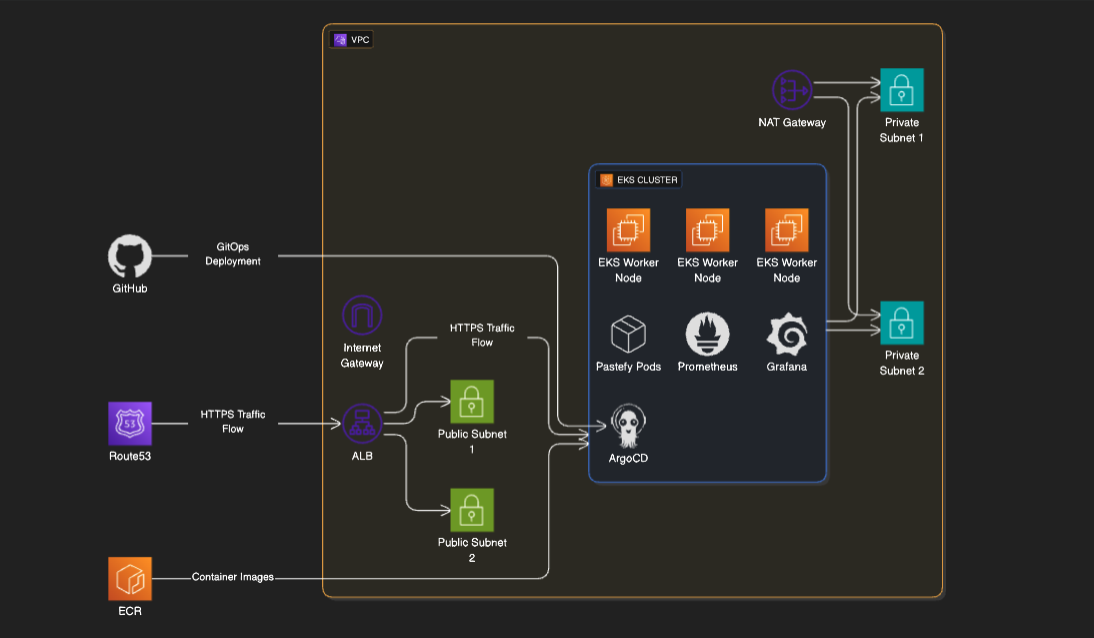 VPC
NAT Gateway
Private
Subnet 1
EKS CLUSTER
EKS Worker
Node
EKS Worker
Node
EKS Worker
Node
GitOps
Deployment
GitHub
HTTPS Traffic
Flow
Internet
Gateway
Pastefy Pods
Prometheus
Grafana
Private
Subnet 2
53
HTTPS Traffic
Flow
Route53
ALB
Public Subnet
1
ArgoCD
Public Subnet
2
Container Images
ECR